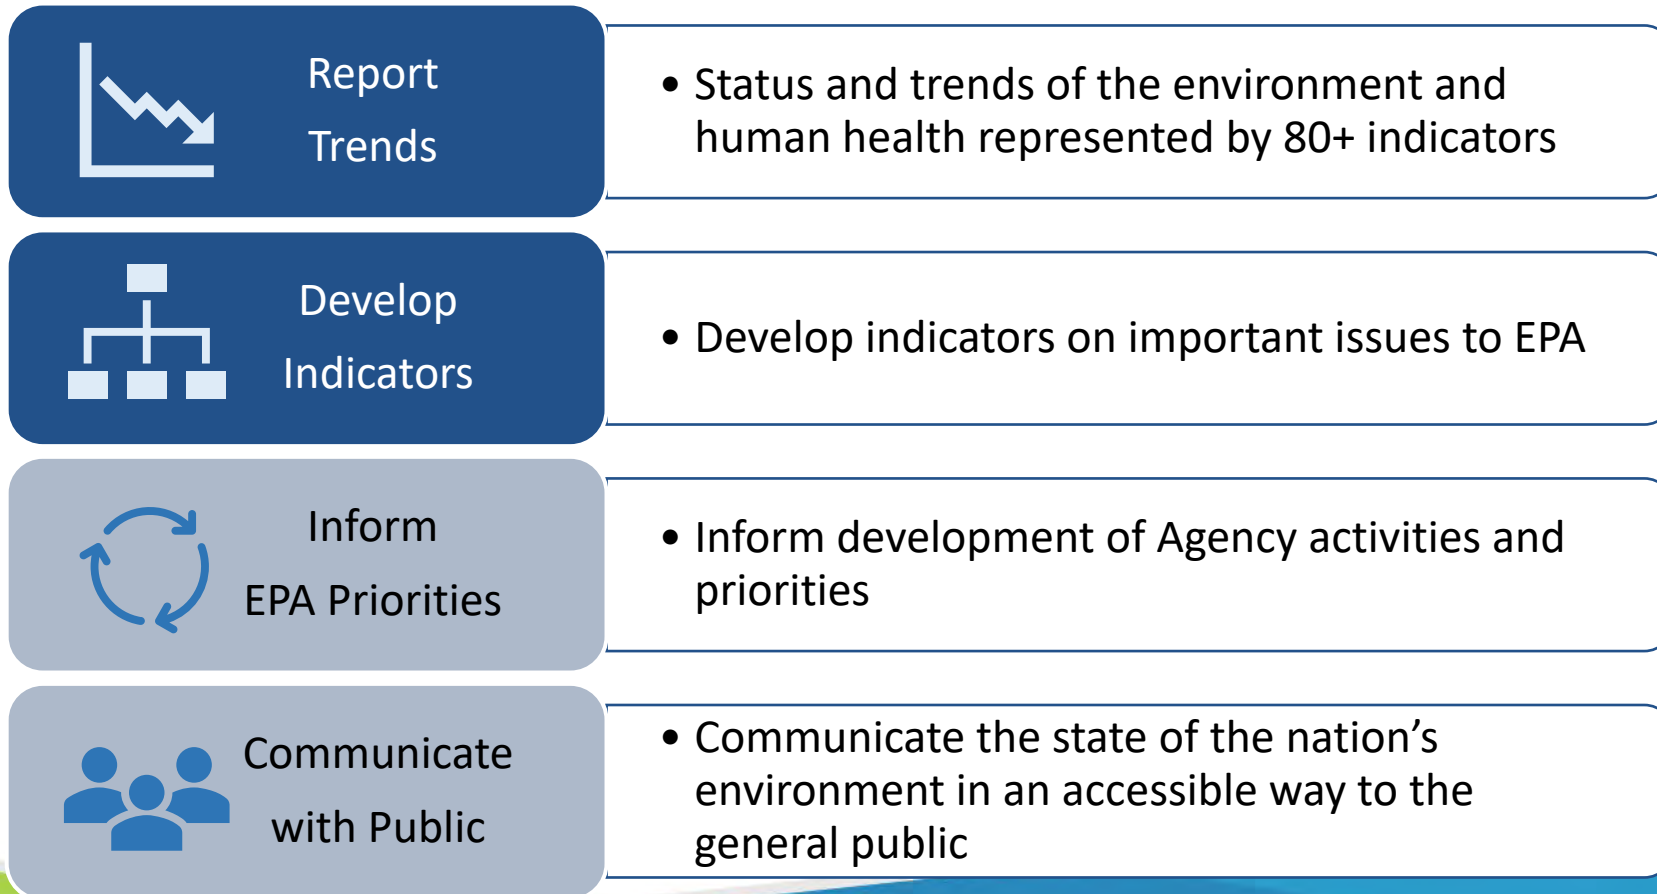 Report
Trends
• Status and trends of the environment and
human health represented by 80+ indicators
Develop
Indicators
• Develop indicators on important issues to EPA
Inform
EPA Priorities
• Inform development of Agency activities and
priorities
Communicate
with Public
• Communicate the state of the nation’s
environment in an accessible way to the
general public